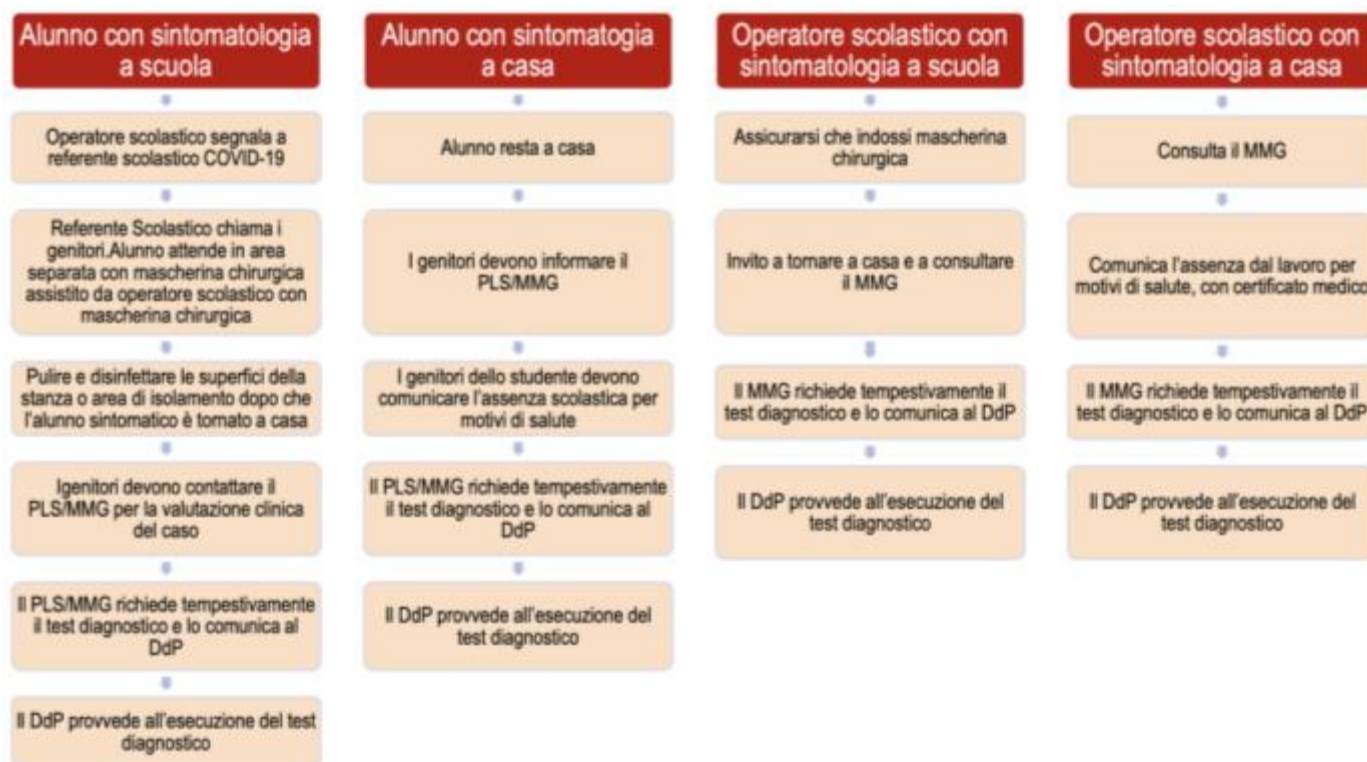 Alunno con sintomatologia
a scuola
Operatore scolastico segnala a
referente scolastico COVID-19
Referente Scolastico chiama i
genitori.Alunno attende in area
separata con mascherina chirurgica
assistito da operatore scolastico con
mascherina chirurgica
Pulire e disinfettare le superfici della
stanza o area di isolamento dopo che
l'alunno sintomatico è tornato a casa
Igenitori devono contattare il
PLS/MMG per la valutazione clinica
del caso
Il PLS/MMG richiede tempestivamente
il test diagnostico e lo comunica al
DdP
Il DdP provvede all'esecuzione del test
diagnostico
Alunno con sintomatogia
a casa
Alunno resta a casa
I genitori devono informare il
PLS/MMG
I genitori dello studente devono
comunicare l'assenza scolastica per
motivi di salute
Il PLS/MMG richiede tempestivamente
il test diagnostico e lo comunica al
DdP
Il DdP provvede all'esecuzione del
test diagnostico
Operatore scolastico con
sintomatologia a scuola
Assicurarsi che indossi mascherina
chirurgica
Invito a tornare a casa e a consultare
il MMG
Il MMG richiede tempestivamente il
test diagnostico e lo comunica al DdP
Il DdP provvede all'esecuzione del
test diagnostico
Operatore scolastico con
sintomatologia a casa
Consulta il MMG
Comunica l'assenza dal lavoro per
motivi di salute, con certificato medico
Il MMG richiede tempestivamente il
test diagnostico e lo comunica al DdP
Il DdP provvede all'esecuzione del
test diagnostico